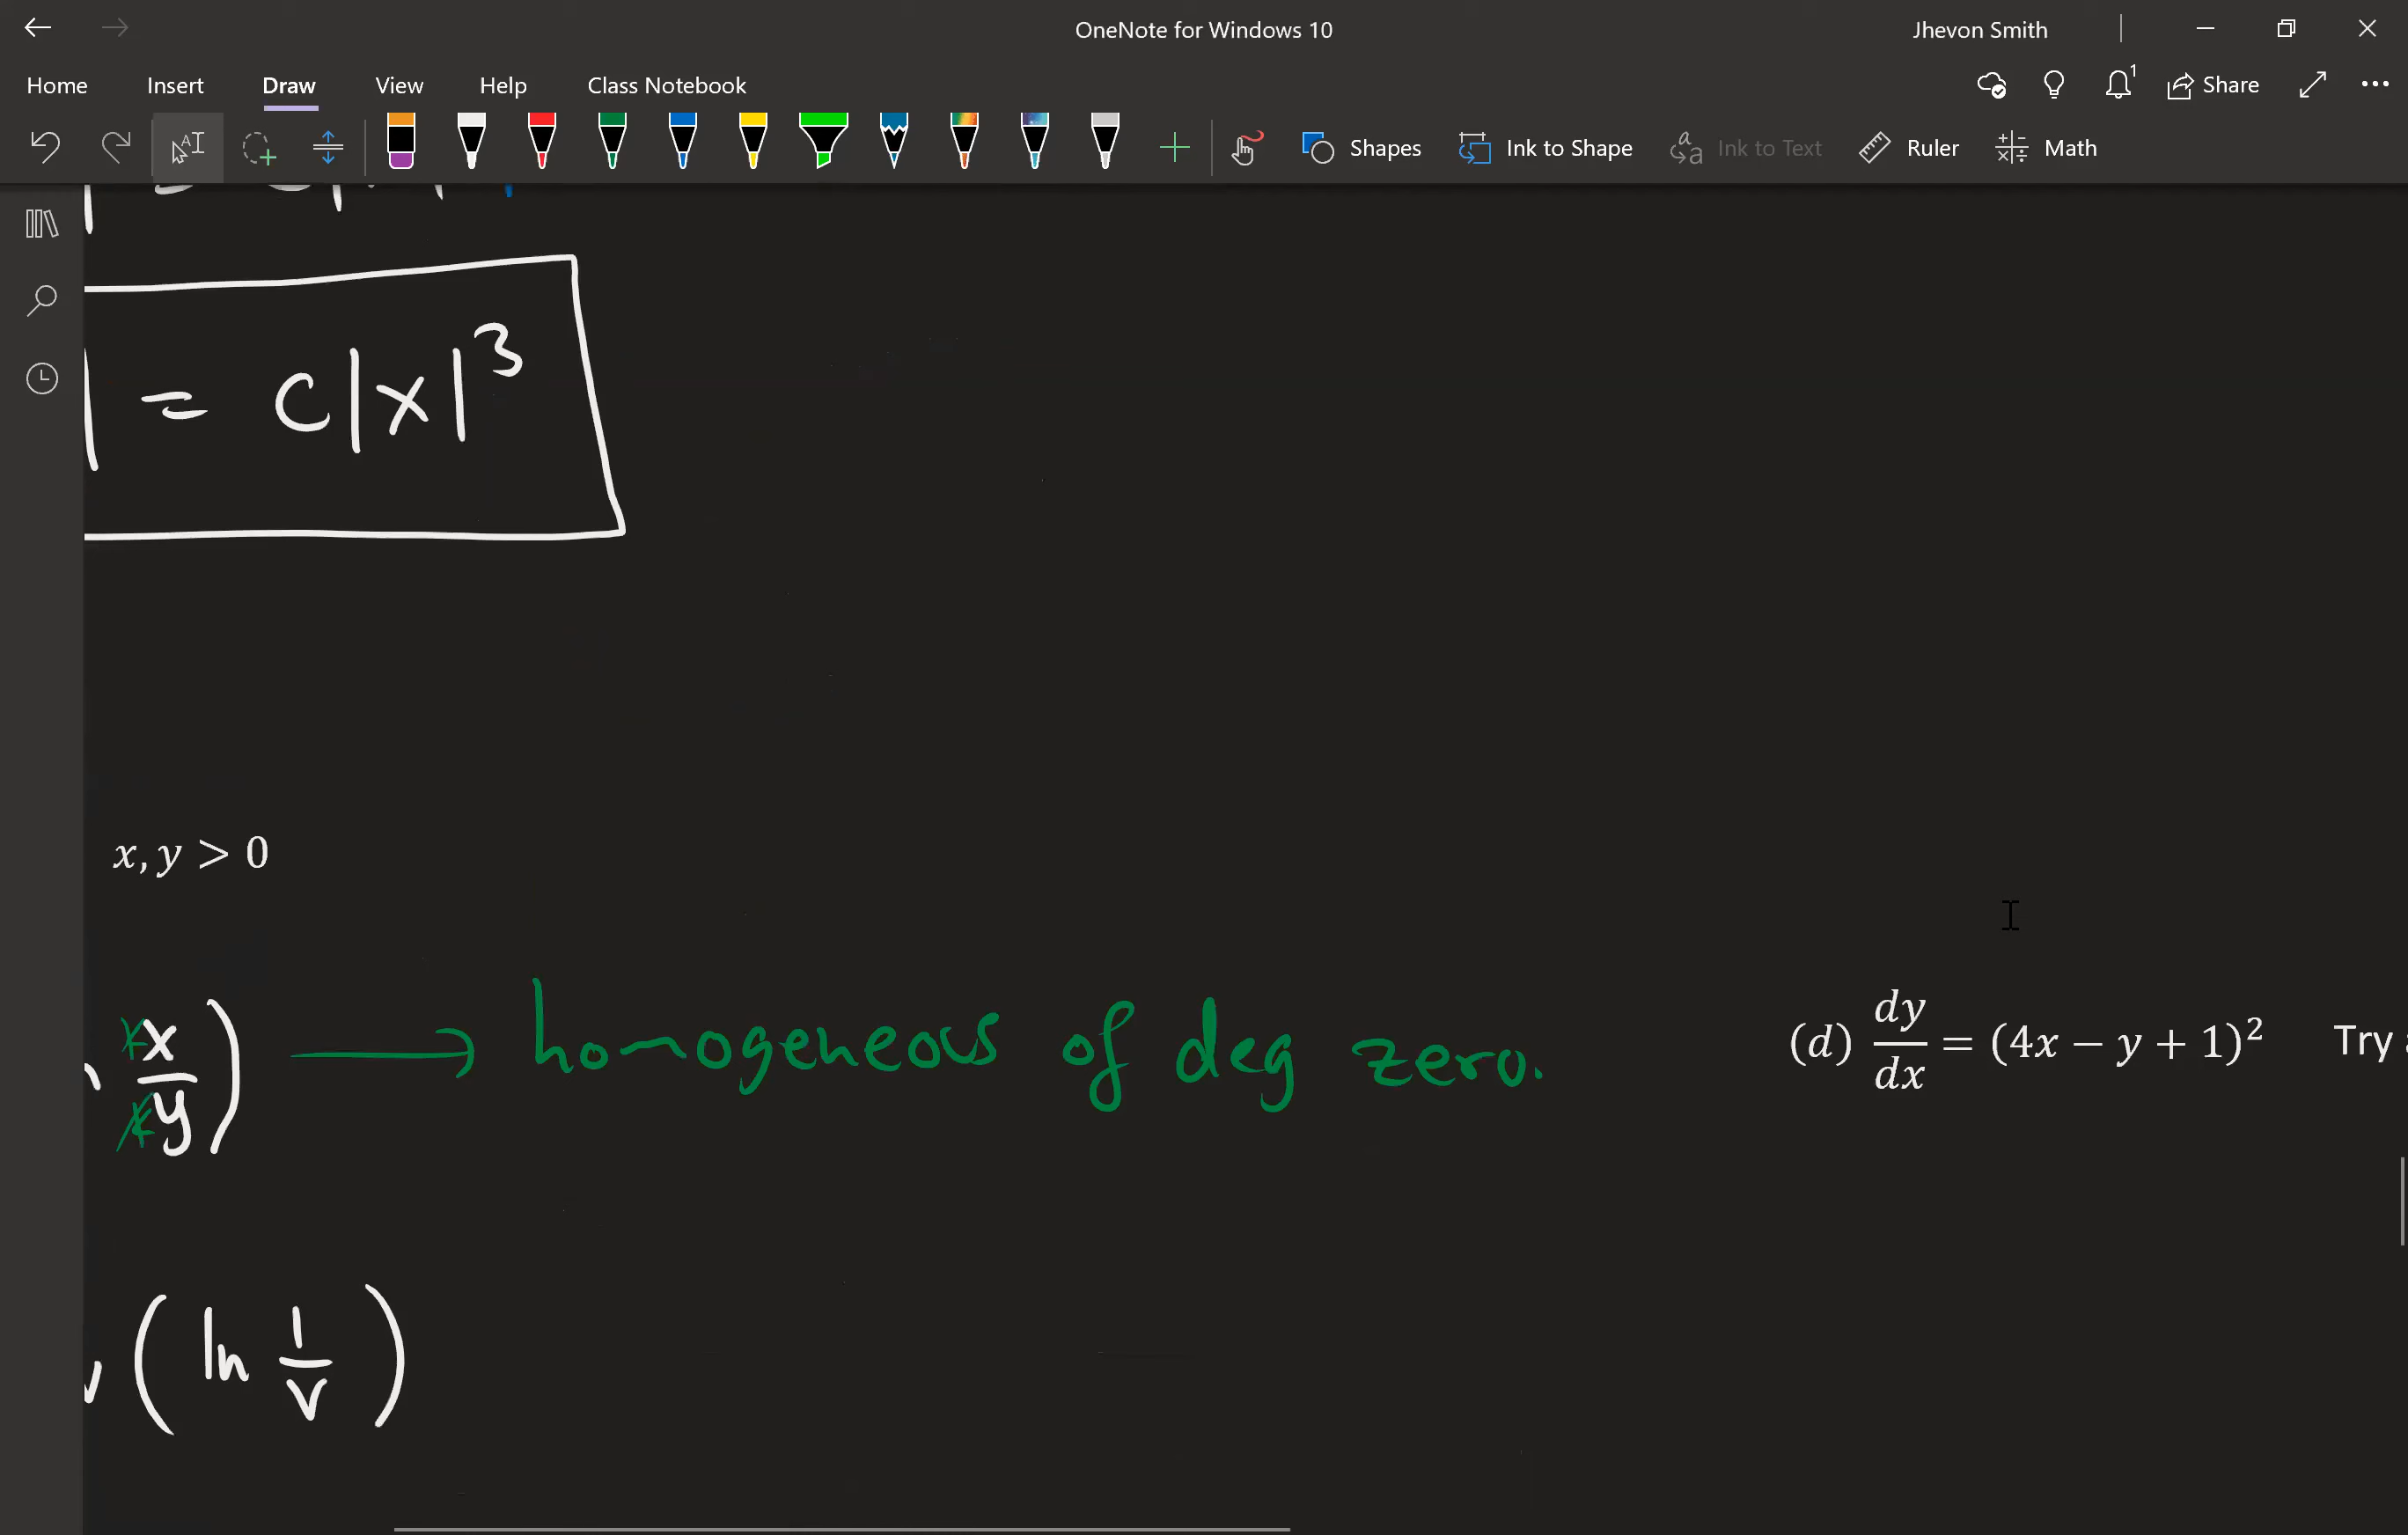 OneNote for Windows 10
Jhevon Smith
Home Insert Draw View Help Class Notebook
1 Share
Shapes Ink to Shape Ink to Text Ruler Math
| = c|x|³
x, y > 0
x/y) → homogeneous of deg zero.
(d) dy/dx = (4x − y + 1)² Try
(ln 1/v)